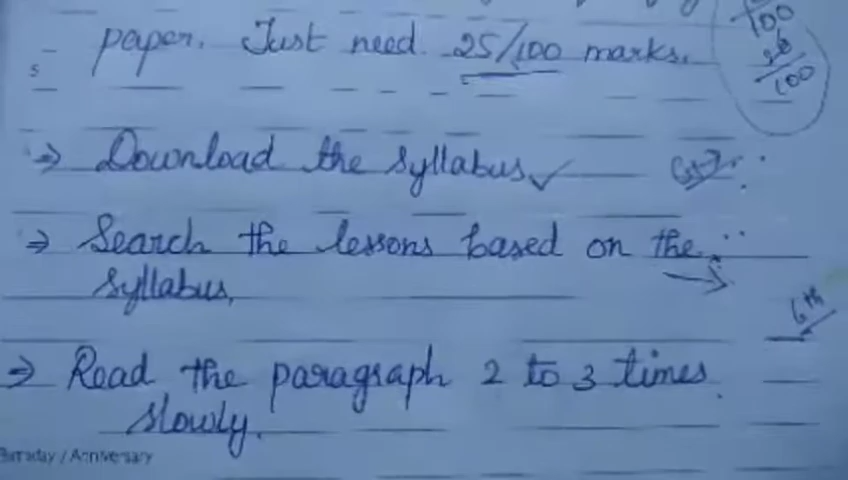 paper. Just need 25/100 marks.
100
100
⇒ Download the syllabus ✓
⇒ Search the lessons based on the
→
syllabus.
6th
⇒ Read the paragraph 2 to 3 times
slowly.
Birthday / Anniversary